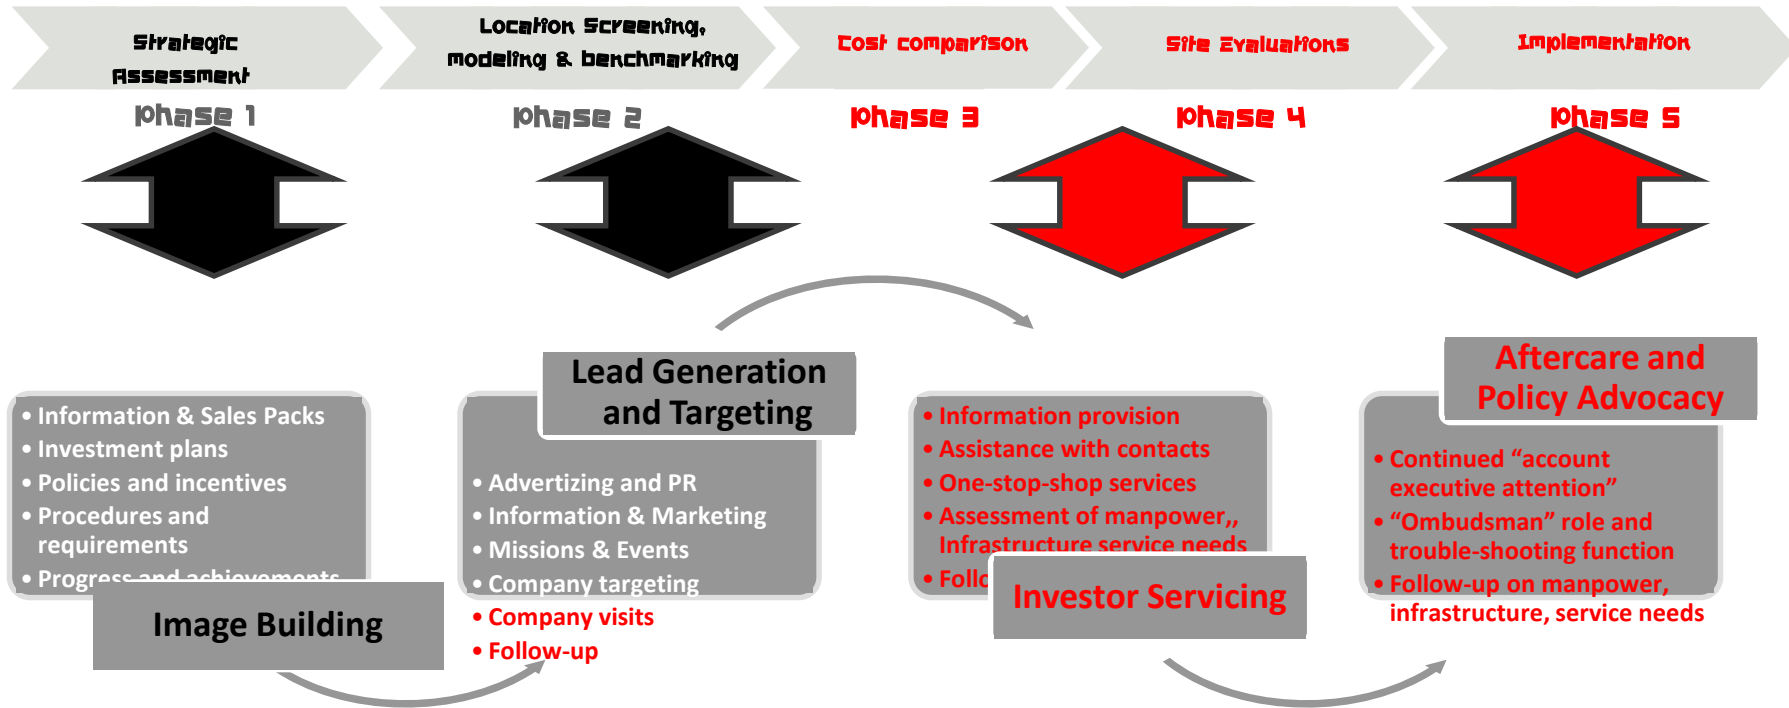 Strategic
Assessment
Location Screening,
modeling & benchmarking
Cost comparison
Site Evaluations
Implementation
phase 1
phase 2
phase 3
phase 4
phase 5
• Information & Sales Packs
• Investment plans
• Policies and incentives
• Procedures and
requirements
• Progress and achievements
Image Building
Lead Generation
and Targeting
• Advertizing and PR
• Information & Marketing
• Missions & Events
• Company targeting
• Company visits
• Follow-up
• Information provision
• Assistance with contacts
• One-stop-shop services
• Assessment of manpower,,
Infrastructure service needs
Investor Servicing
Aftercare and
Policy Advocacy
• Continued “account
executive attention”
• “Ombudsman” role and
trouble-shooting function
• Follow-up on manpower,
infrastructure, service needs